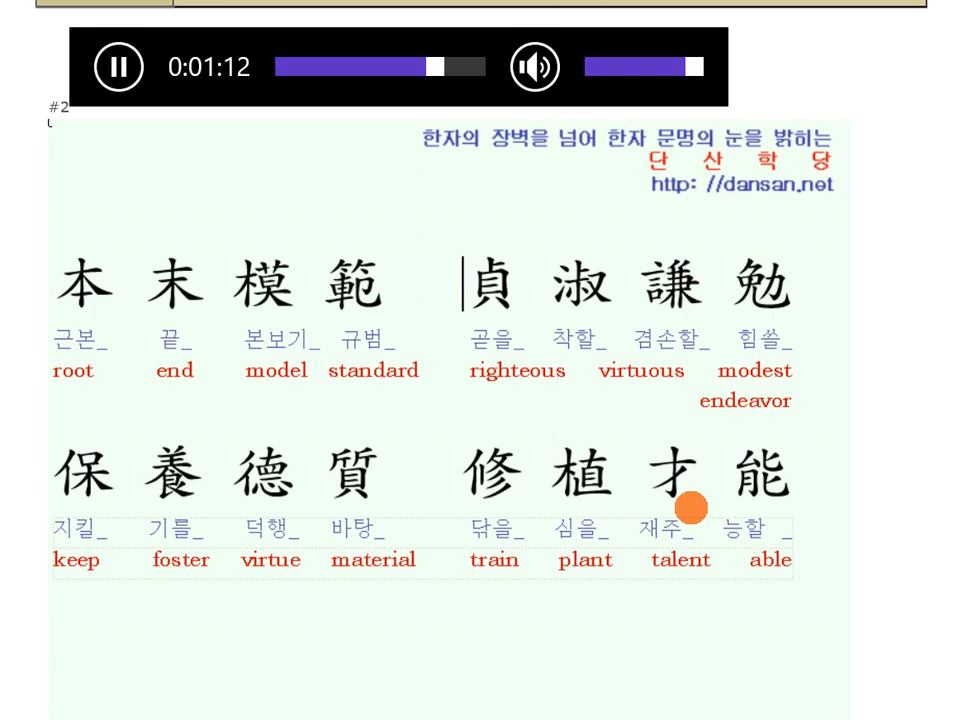 0:01:12
#2
한자의 장벽을 넘어 한자 문명의 눈을 밝히는
단 산 학 당
http: //dansan.net
本 末 模 範 貞 淑 謙 勉
근본_ 끝_ 본보기_ 규범_ 곧을_ 착할_ 겸손할_ 힘쓸_
root end model standard righteous virtuous modest
endeavor
保 養 德 質 修 植 才 能
지킬_ 기를_ 덕행_ 바탕_ 닦을_ 심을_ 재주_ 능할 _
keep foster virtue material train plant talent able